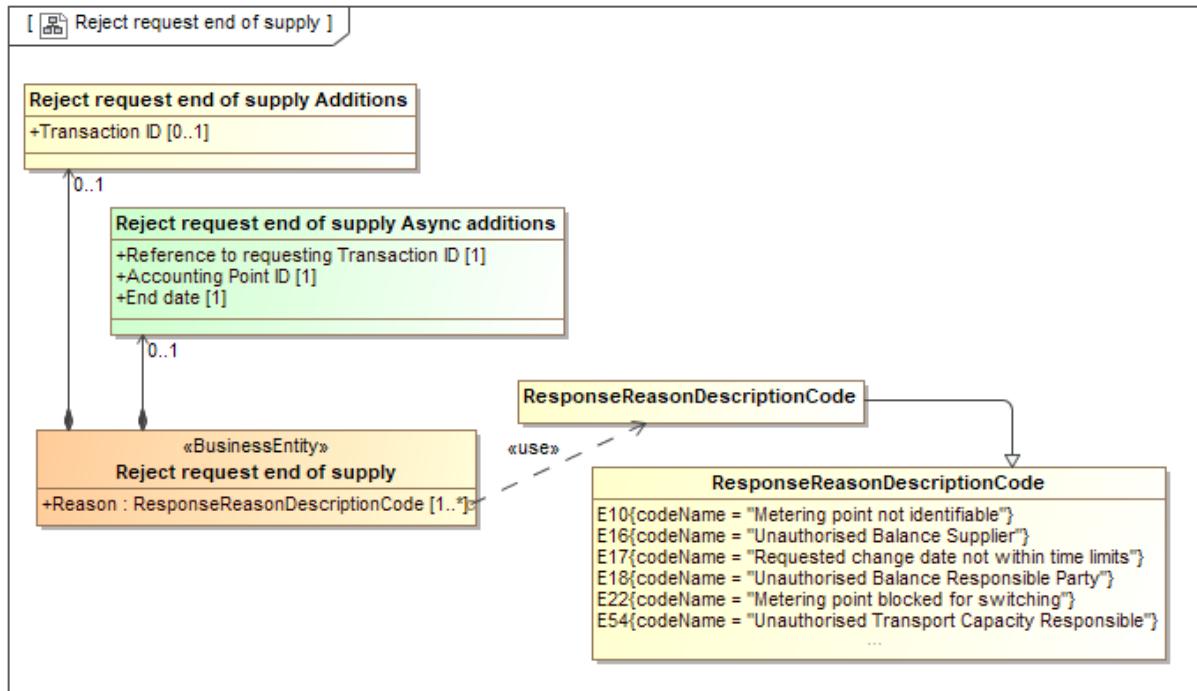 [ Reject request end of supply ]
Reject request end of supply Additions
+Transaction ID [0..1]
0..1
Reject request end of supply Async additions
+Reference to requesting Transaction ID [1]
+Accounting Point ID [1]
+End date [1]
0..1
ResponseReasonDescriptionCode
«use»
«BusinessEntity»
Reject request end of supply
+Reason : ResponseReasonDescriptionCode [1..*]
ResponseReasonDescriptionCode
E10{codeName = "Metering point not identifiable"}
E16{codeName = "Unauthorised Balance Supplier"}
E17{codeName = "Requested change date not within time limits"}
E18{codeName = "Unauthorised Balance Responsible Party"}
E22{codeName = "Metering point blocked for switching"}
E54{codeName = "Unauthorised Transport Capacity Responsible"}
...